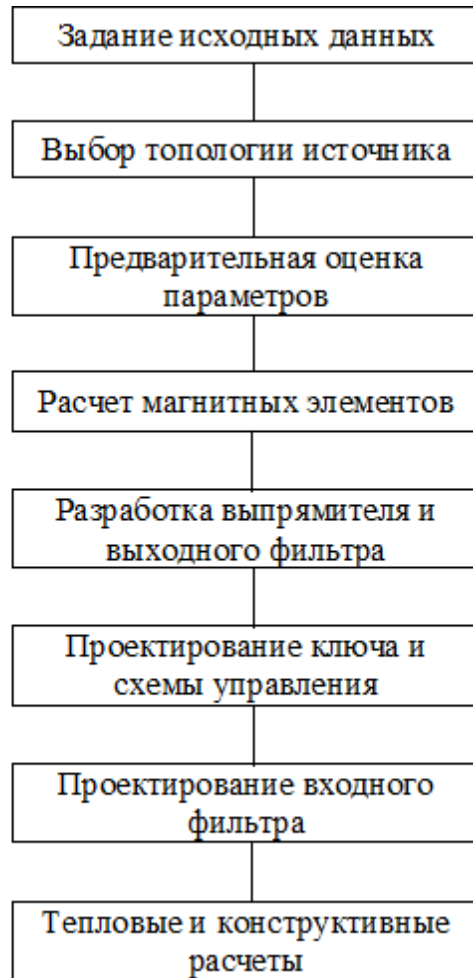 Задание исходных данных
Выбор топологии источника
Предварительная оценка
параметров
Расчет магнитных элементов
Разработка выпрямителя и
выходного фильтра
Проектирование ключа и
схемы управления
Проектирование входного
фильтра
Тепловые и конструктивные
расчеты